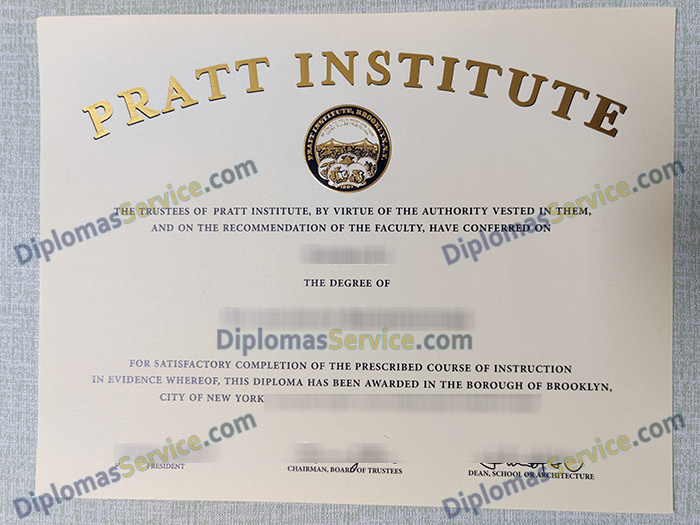 PRATT INSTITUTE
PRATT INSTITUTE, BROOKLYN, N.Y.
1887
DiplomasService.com
DiplomasService.com
THE TRUSTEES OF PRATT INSTITUTE, BY VIRTUE OF THE AUTHORITY VESTED IN THEM,
AND ON THE RECOMMENDATION OF THE FACULTY, HAVE CONFERRED ON
THE DEGREE OF
DiplomasService.com
FOR SATISFACTORY COMPLETION OF THE PRESCRIBED COURSE OF INSTRUCTION
IN EVIDENCE WHEREOF, THIS DIPLOMA HAS BEEN AWARDED IN THE BOROUGH OF BROOKLYN,
CITY OF NEW YORK
DiplomasService.com
DiplomasService.com
PRESIDENT
CHAIRMAN, BOARD OF TRUSTEES
DEAN, SCHOOL OF ARCHITECTURE